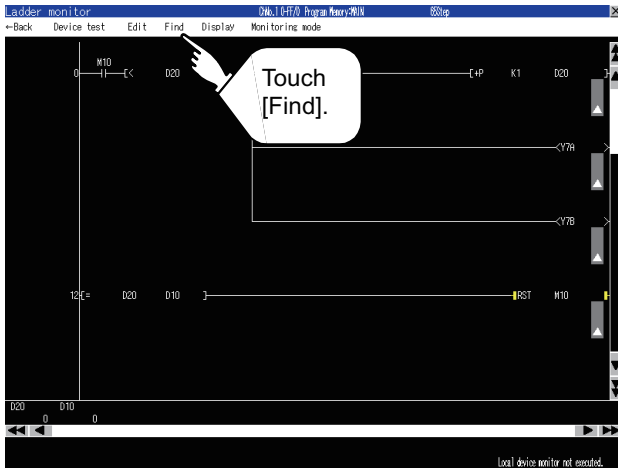 Ladder monitor ChNo.1 0-FF/0 Program Memory:MAIN 65Step
←Back Device test Edit Find Display Monitoring mode
Touch
[Find].
M10
0 [< D20 [+P K1 D20 ]
<Y7A >
<Y7B >
12 [= D20 D10 ] RST M10
D20 D10
0 0
Local device monitor not executed.